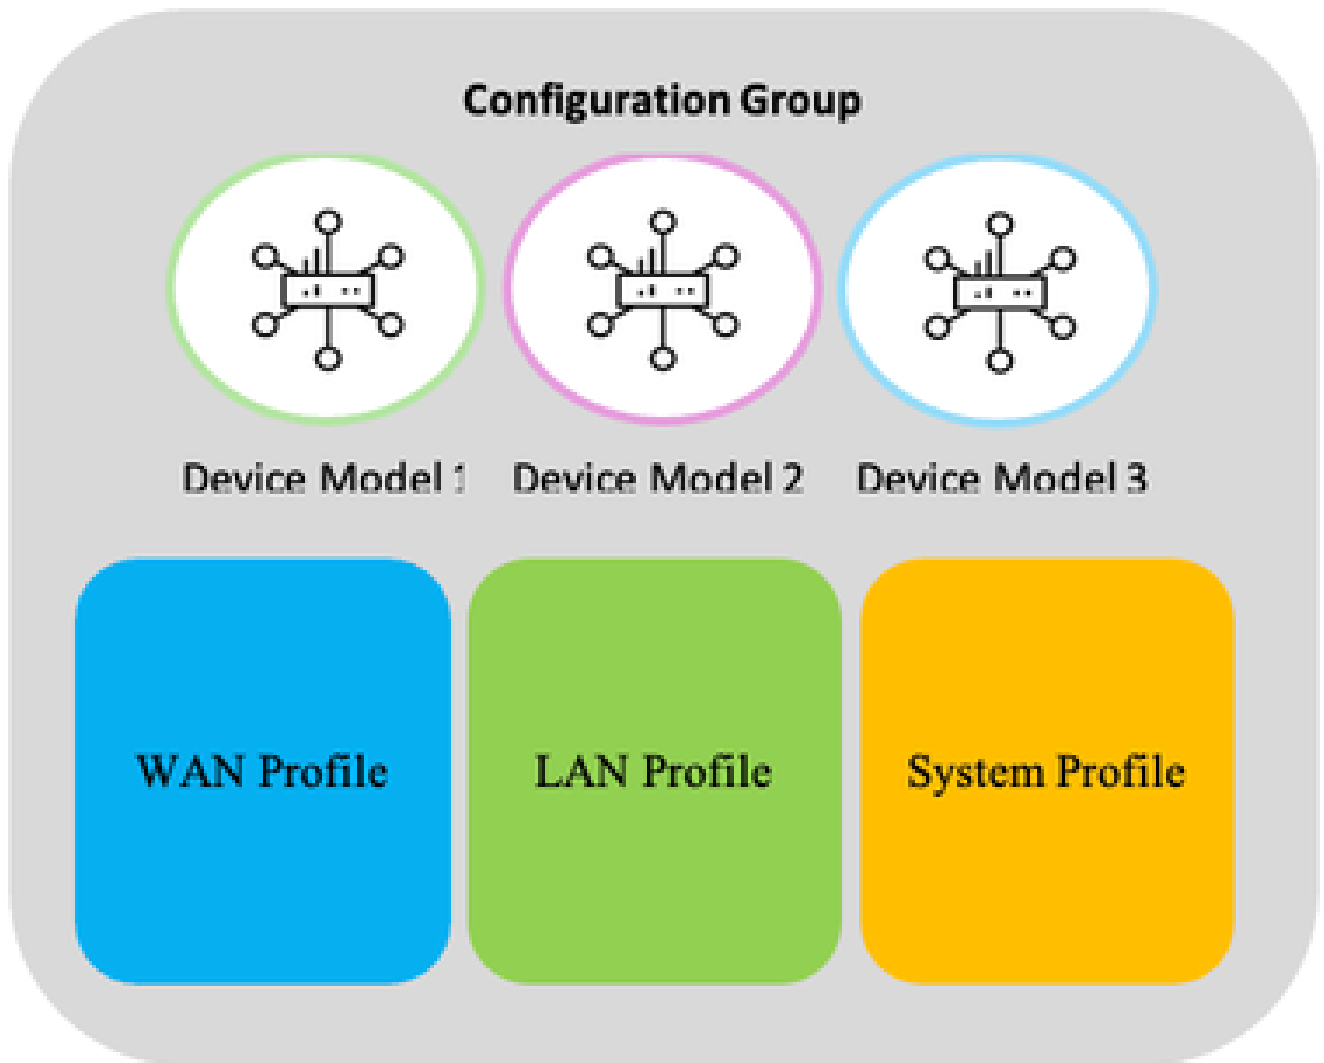 Configuration Group
Device Model 1
Device Model 2
Device Model 3
WAN Profile
LAN Profile
System Profile